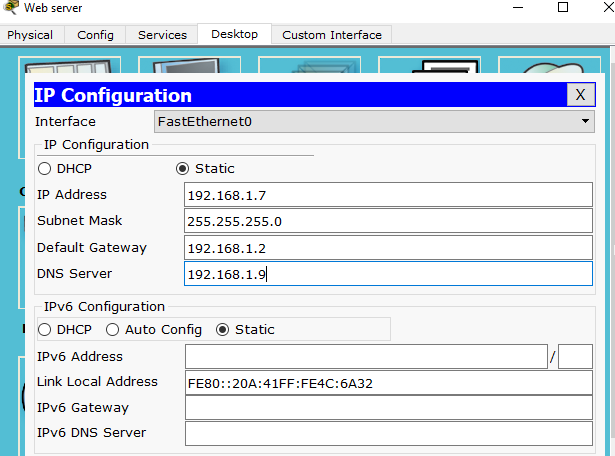 Web server
Physical Config Services Desktop Custom Interface
IP Configuration X
Interface FastEthernet0
IP Configuration
DHCP Static
IP Address 192.168.1.7
Subnet Mask 255.255.255.0
Default Gateway 192.168.1.2
DNS Server 192.168.1.9
IPv6 Configuration
DHCP Auto Config Static
IPv6 Address /
Link Local Address FE80::20A:41FF:FE4C:6A32
IPv6 Gateway
IPv6 DNS Server